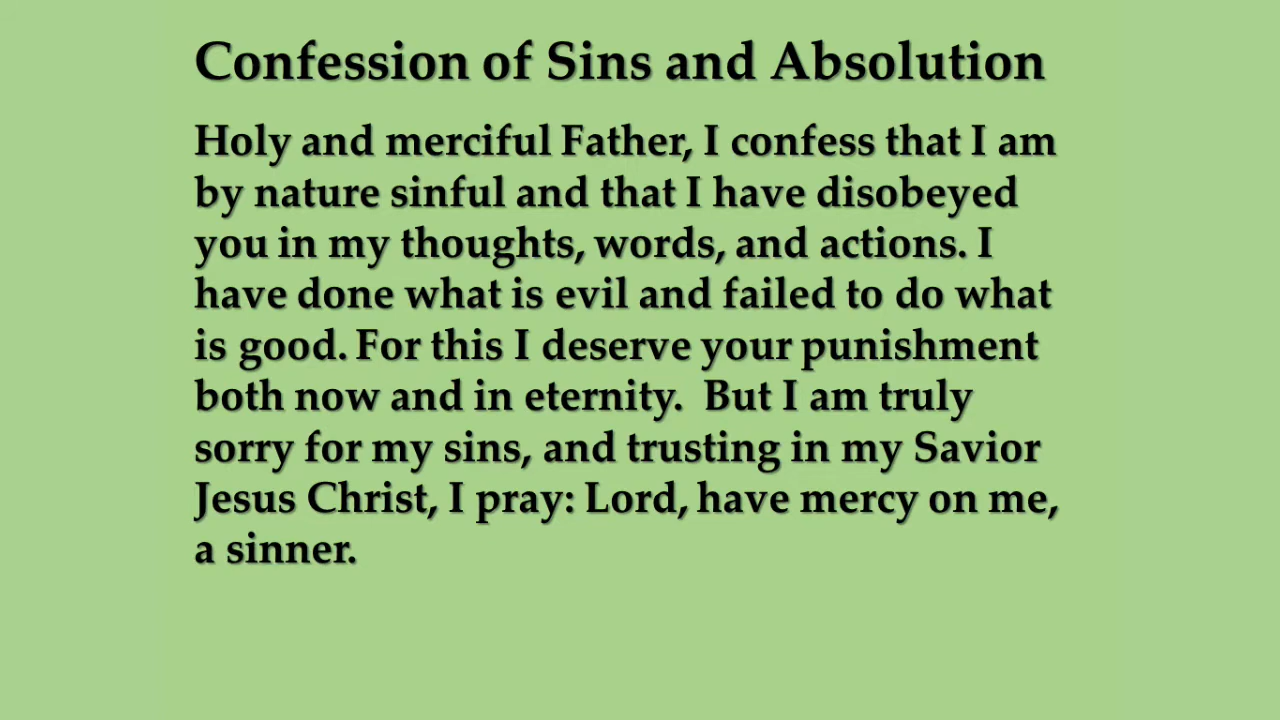 Confession of Sins and Absolution
Holy and merciful Father, I confess that I am
by nature sinful and that I have disobeyed
you in my thoughts, words, and actions. I
have done what is evil and failed to do what
is good. For this I deserve your punishment
both now and in eternity.  But I am truly
sorry for my sins, and trusting in my Savior
Jesus Christ, I pray: Lord, have mercy on me,
a sinner.